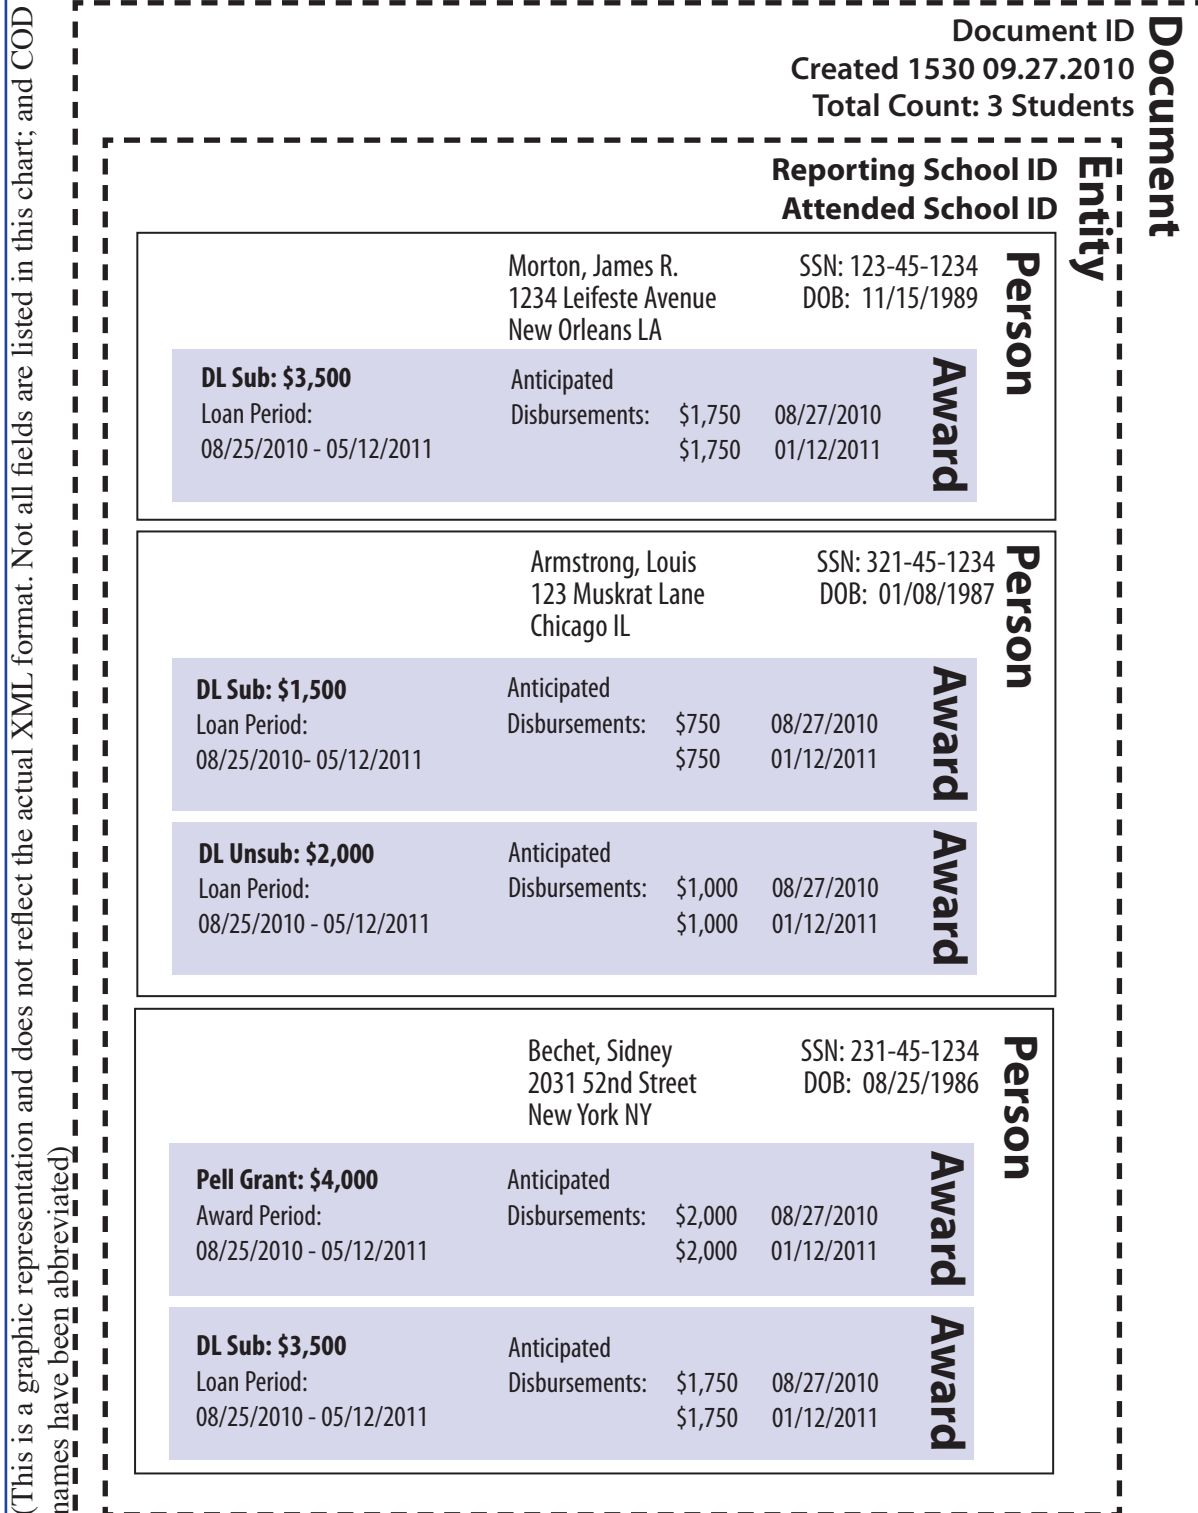 (This is a graphic representation and does not reflect the actual XML format. Not all fields are listed in this chart; and COD
names have been abbreviated)
Document
Document ID
Created 1530 09.27.2010
Total Count: 3 Students
Entity
Reporting School ID
Attended School ID
Person
Morton, James R. SSN: 123-45-1234
1234 Leifeste Avenue DOB: 11/15/1989
New Orleans LA
Award
DL Sub: $3,500 Anticipated
Loan Period: Disbursements: $1,750 08/27/2010
08/25/2010 - 05/12/2011 $1,750 01/12/2011
Person
Armstrong, Louis SSN: 321-45-1234
123 Muskrat Lane DOB: 01/08/1987
Chicago IL
Award
DL Sub: $1,500 Anticipated
Loan Period: Disbursements: $750 08/27/2010
08/25/2010- 05/12/2011 $750 01/12/2011
Award
DL Unsub: $2,000 Anticipated
Loan Period: Disbursements: $1,000 08/27/2010
08/25/2010 - 05/12/2011 $1,000 01/12/2011
Person
Bechet, Sidney SSN: 231-45-1234
2031 52nd Street DOB: 08/25/1986
New York NY
Award
Pell Grant: $4,000 Anticipated
Award Period: Disbursements: $2,000 08/27/2010
08/25/2010 - 05/12/2011 $2,000 01/12/2011
Award
DL Sub: $3,500 Anticipated
Loan Period: Disbursements: $1,750 08/27/2010
08/25/2010 - 05/12/2011 $1,750 01/12/2011